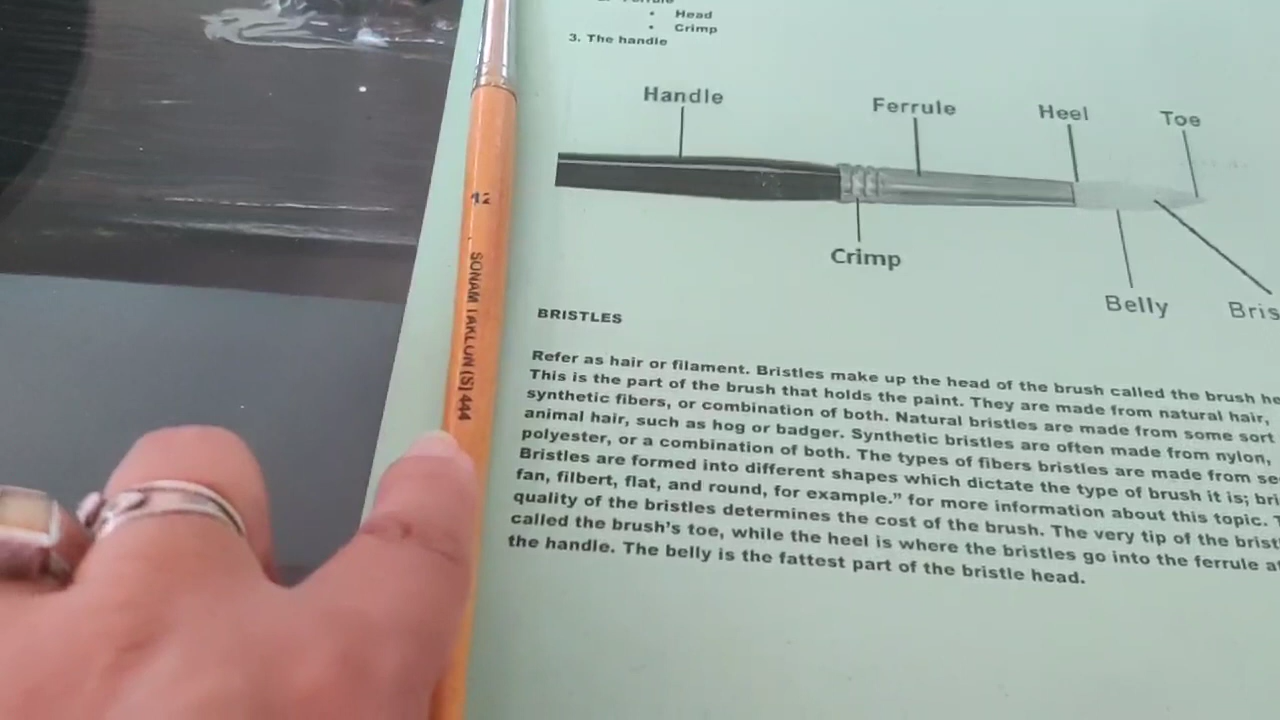 Head
Crimp
3. The handle
Handle
Ferrule
Heel
Toe
Crimp
Belly
Bris
12
SONAM TAKLON (S) 444
BRISTLES
Refer as hair or filament. Bristles make up the head of the brush called the brush he
This is the part of the brush that holds the paint. They are made from natural hair,
synthetic fibers, or combination of both. Natural bristles are made from some sort
animal hair, such as hog or badger. Synthetic bristles are often made from nylon,
polyester, or a combination of both. The types of fibers bristles are made from se
Bristles are formed into different shapes which dictate the type of brush it is; bri
fan, filbert, flat, and round, for example.” for more information about this topic. T
quality of the bristles determines the cost of the brush. The very tip of the brist
called the brush’s toe, while the heel is where the bristles go into the ferrule at
the handle. The belly is the fattest part of the bristle head.